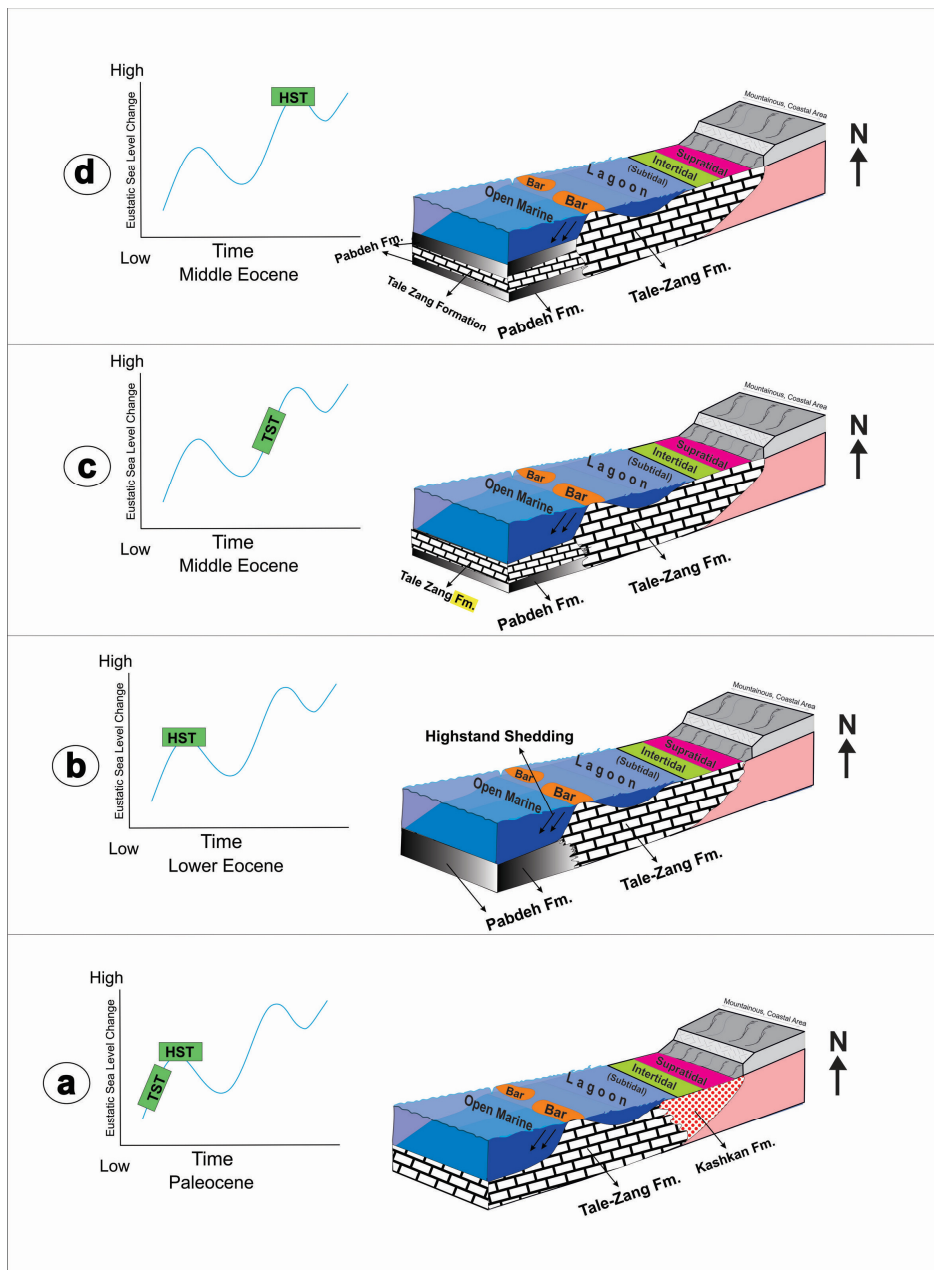 High
Eustatic Sea Level Change
HST
d
Low
Time
Middle Eocene
Mountainous, Coastal Area
N
Supratidal
Intertidal
(Subtidal)
Lagoon
Bar
Bar
Open Marine
Pabdeh Fm.
Tale Zang Formation
Pabdeh Fm.
Tale-Zang Fm.
High
Eustatic Sea Level Change
TST
c
Low
Time
Middle Eocene
Mountainous, Coastal Area
N
Supratidal
Intertidal
(Subtidal)
Lagoon
Bar
Bar
Open Marine
Tale Zang Fm.
Pabdeh Fm.
Tale-Zang Fm.
High
Eustatic Sea Level Change
HST
b
Low
Time
Lower Eocene
Mountainous, Coastal Area
N
Highstand Shedding
Supratidal
Intertidal
(Subtidal)
Lagoon
Bar
Bar
Open Marine
Pabdeh Fm.
Tale-Zang Fm.
High
Eustatic Sea Level Change
HST
TST
a
Low
Time
Paleocene
Mountainous, Coastal Area
N
Supratidal
Intertidal
(Subtidal)
Lagoon
Bar
Bar
Open Marine
Kashkan Fm.
Tale-Zang Fm.